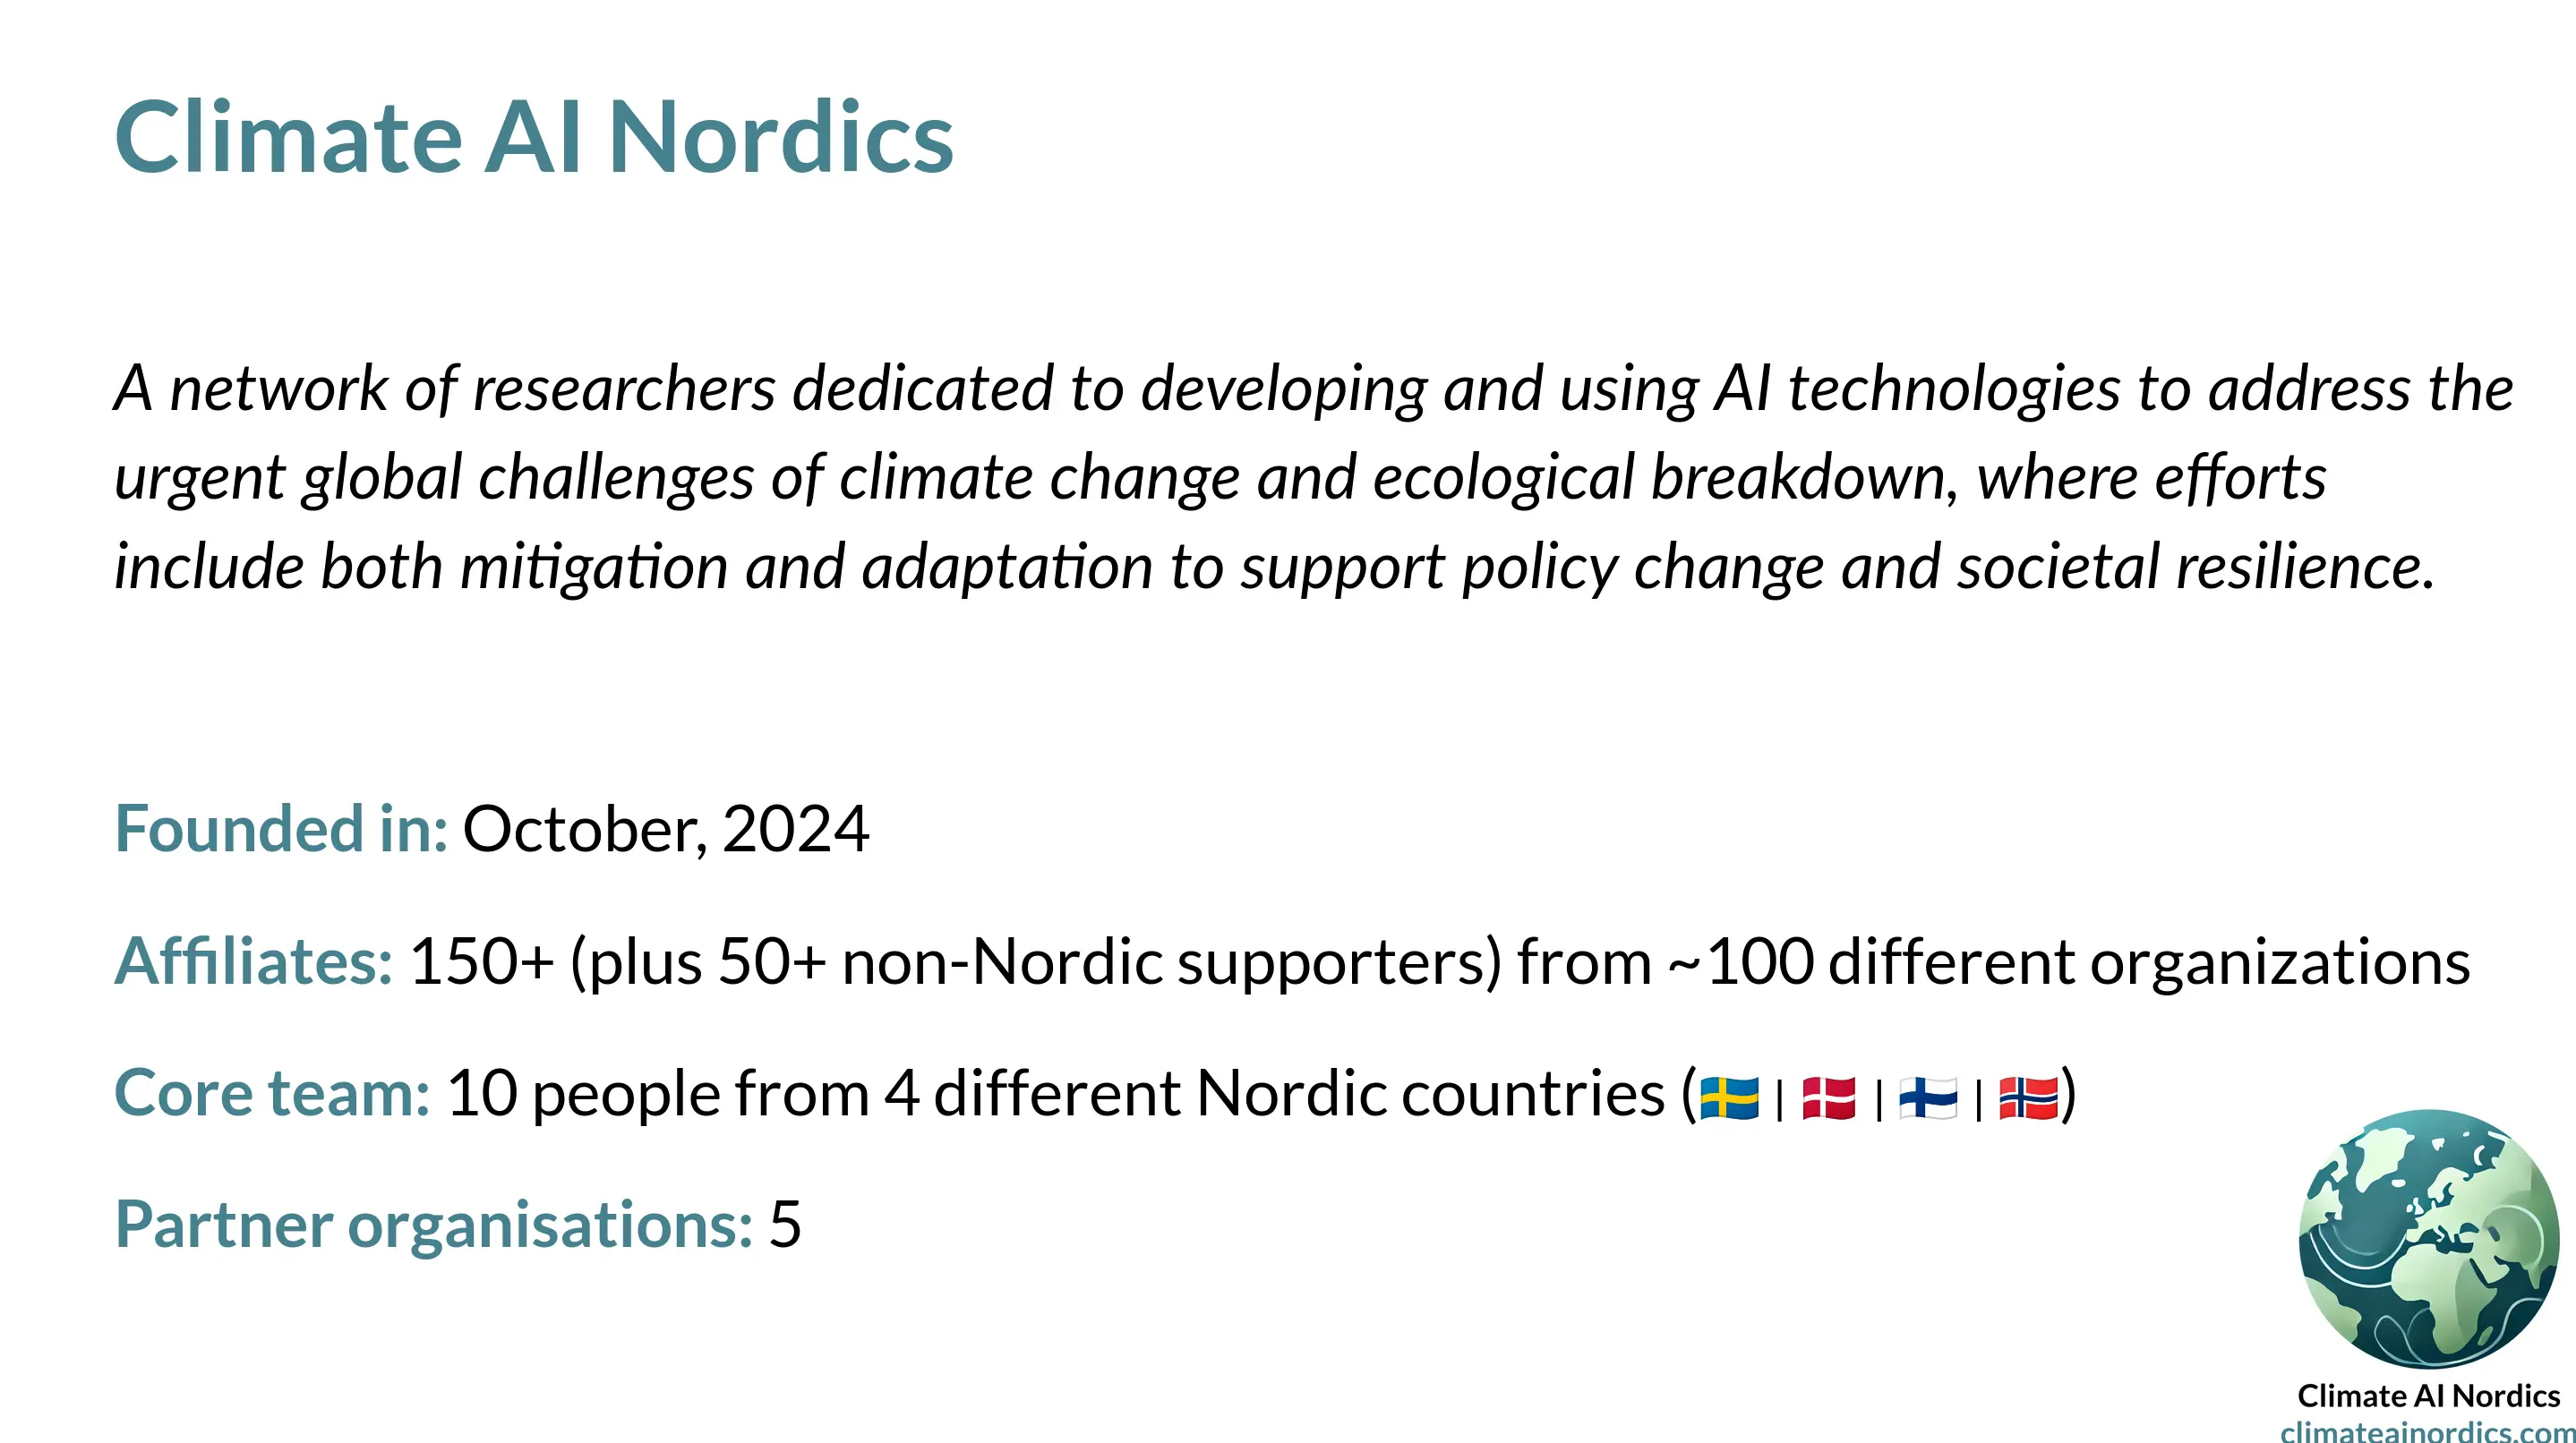 Climate AI Nordics
A network of researchers dedicated to developing and using AI technologies to address the
urgent global challenges of climate change and ecological breakdown, where efforts
include both mitigation and adaptation to support policy change and societal resilience.
Founded in: October, 2024
Affiliates: 150+ (plus 50+ non-Nordic supporters) from ~100 different organizations
Core team: 10 people from 4 different Nordic countries (🇸🇪 | 🇩🇰 | 🇫🇮 | 🇳🇴)
Partner organisations: 5
Climate AI Nordics
climateainordics.com